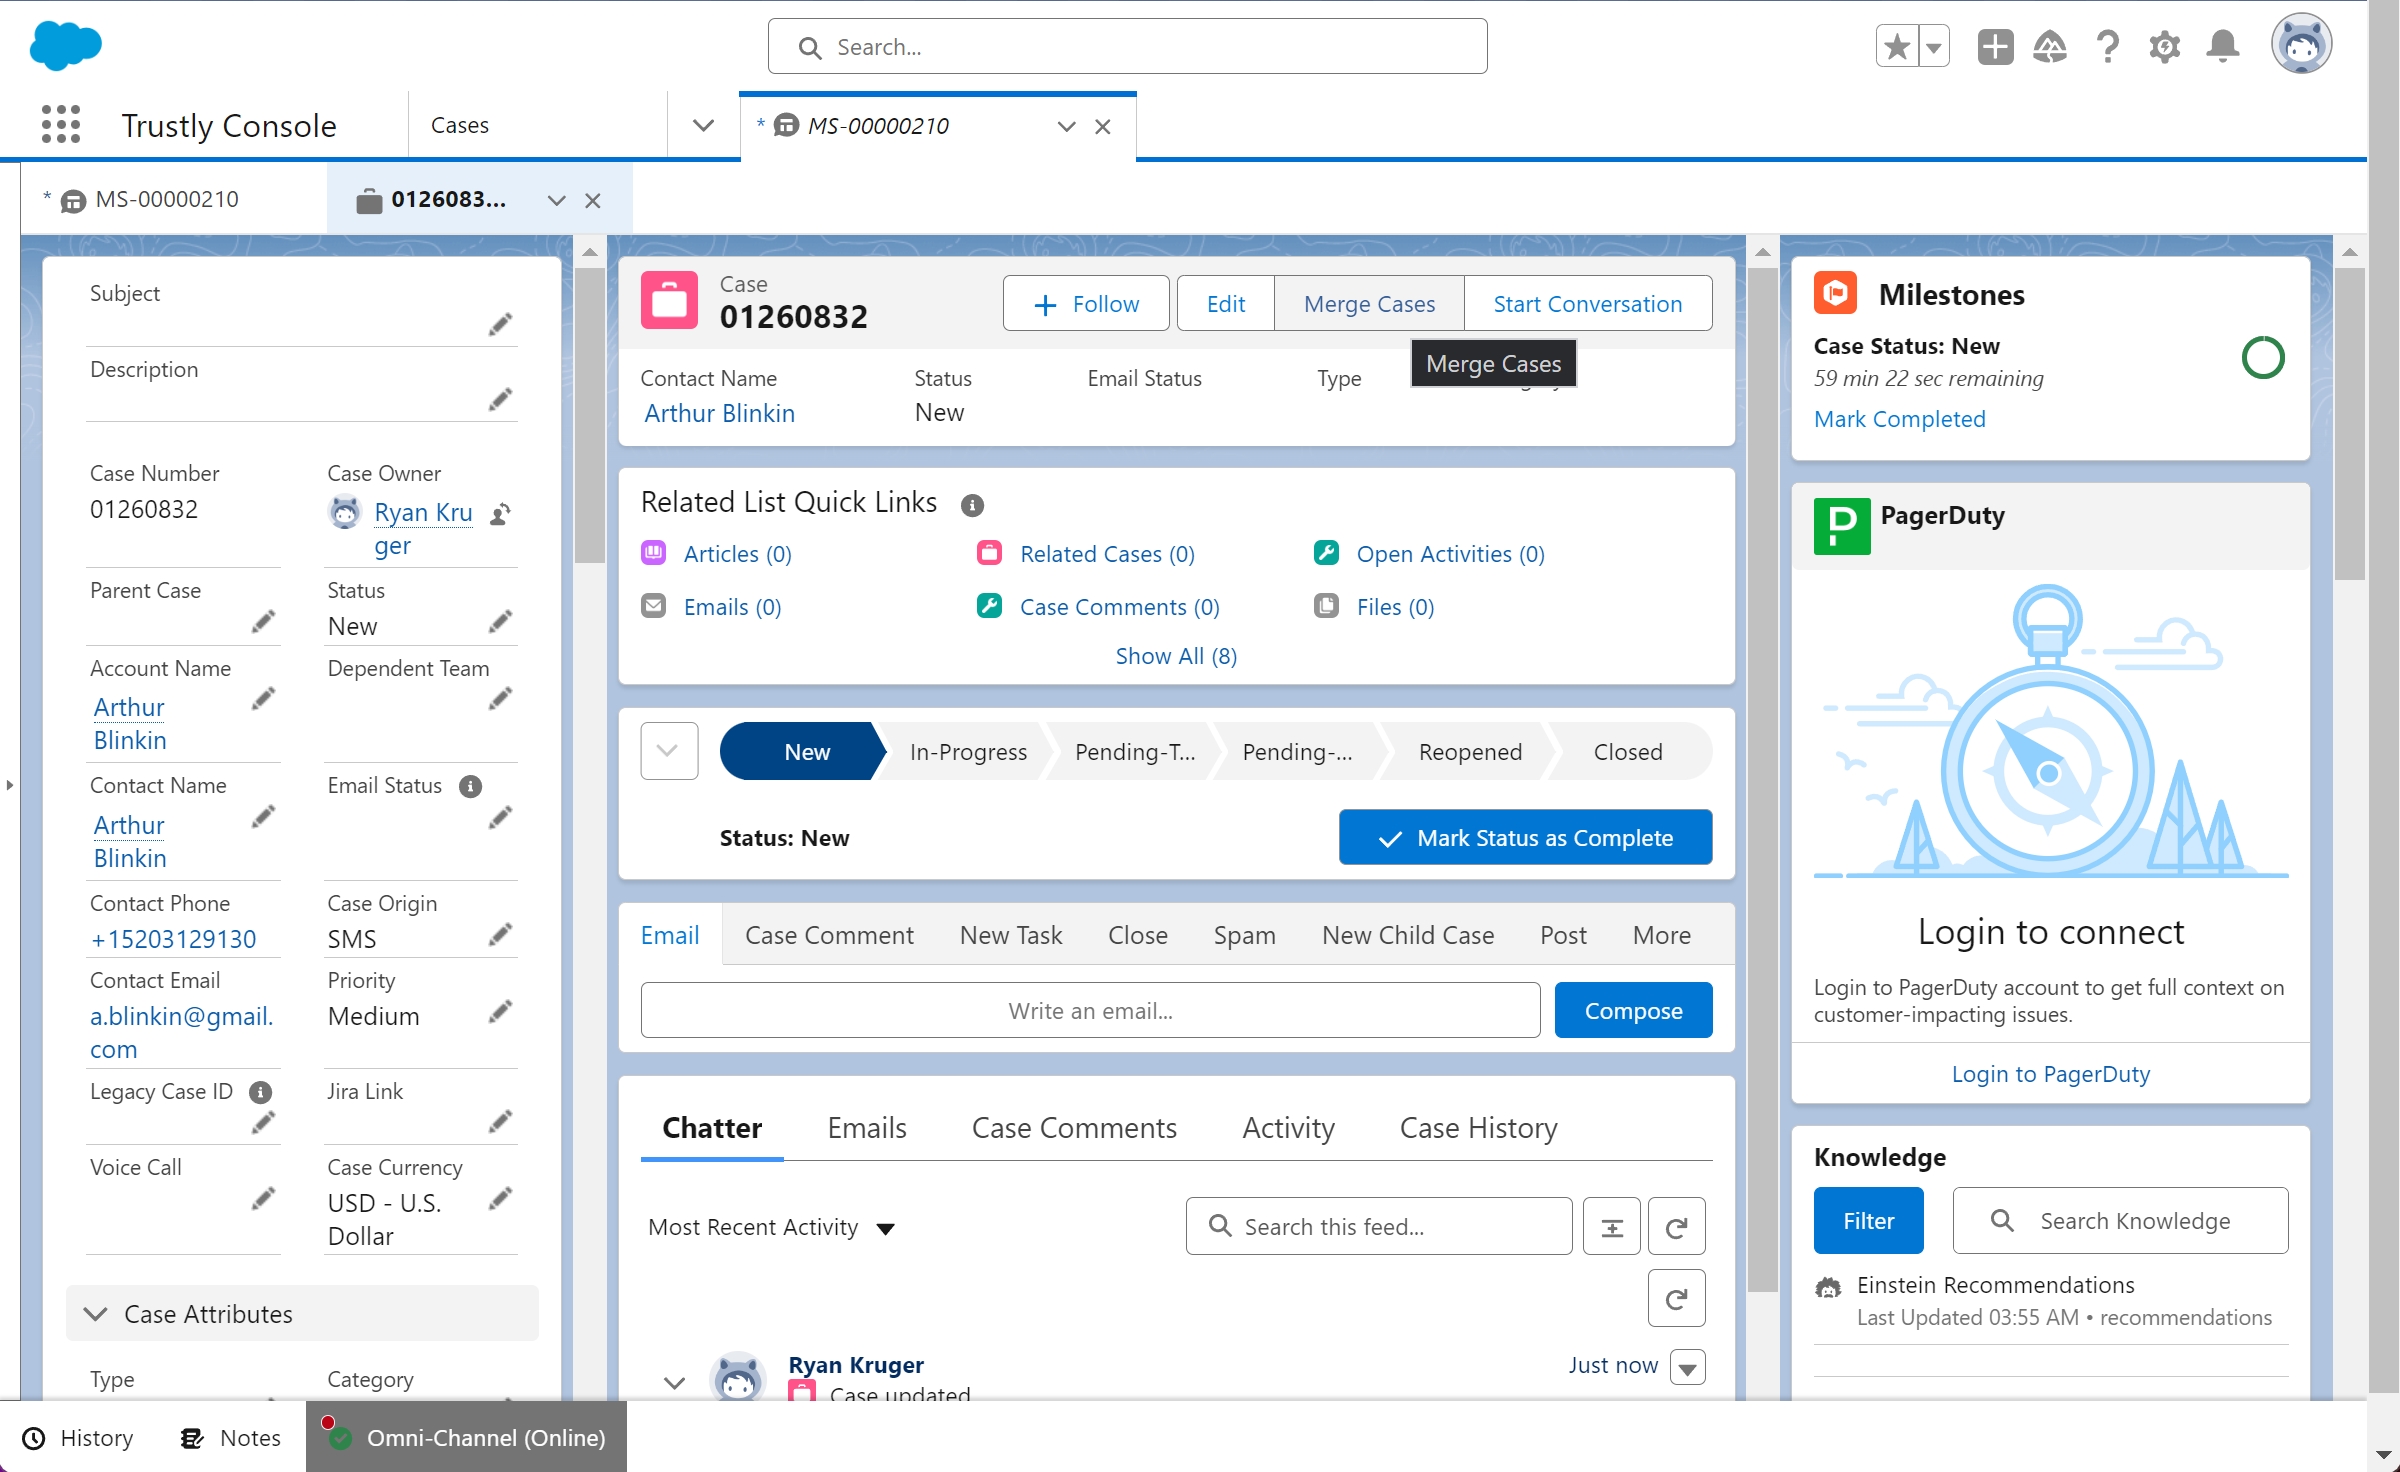 Search...
Trustly Console
Cases
* MS-00000210
* MS-00000210
0126083...
Subject
Description
Case Number
01260832
Case Owner
Ryan Kru
ger
Parent Case
Status
New
Account Name
Arthur
Blinkin
Dependent Team
Contact Name
Arthur
Blinkin
Email Status
Contact Phone
+15203129130
Case Origin
SMS
Contact Email
a.blinkin@gmail.
com
Priority
Medium
Legacy Case ID
Jira Link
Voice Call
Case Currency
USD - U.S.
Dollar
Case Attributes
Type
Category
Case
01260832
Follow
Edit
Merge Cases
Start Conversation
Merge Cases
Contact Name
Arthur Blinkin
Status
New
Email Status
Type
Related List Quick Links
Articles (0)
Related Cases (0)
Open Activities (0)
Emails (0)
Case Comments (0)
Files (0)
Show All (8)
New
In-Progress
Pending-T...
Pending-...
Reopened
Closed
Status: New
Mark Status as Complete
Email
Case Comment
New Task
Close
Spam
New Child Case
Post
More
Write an email...
Compose
Chatter
Emails
Case Comments
Activity
Case History
Most Recent Activity
Search this feed...
Ryan Kruger
Just now
Case updated
Milestones
Case Status: New
59 min 22 sec remaining
Mark Completed
PagerDuty
Login to connect
Login to PagerDuty account to get full context on
customer-impacting issues.
Login to PagerDuty
Knowledge
Filter
Search Knowledge
Einstein Recommendations
Last Updated 03:55 AM • recommendations
History
Notes
Omni-Channel (Online)